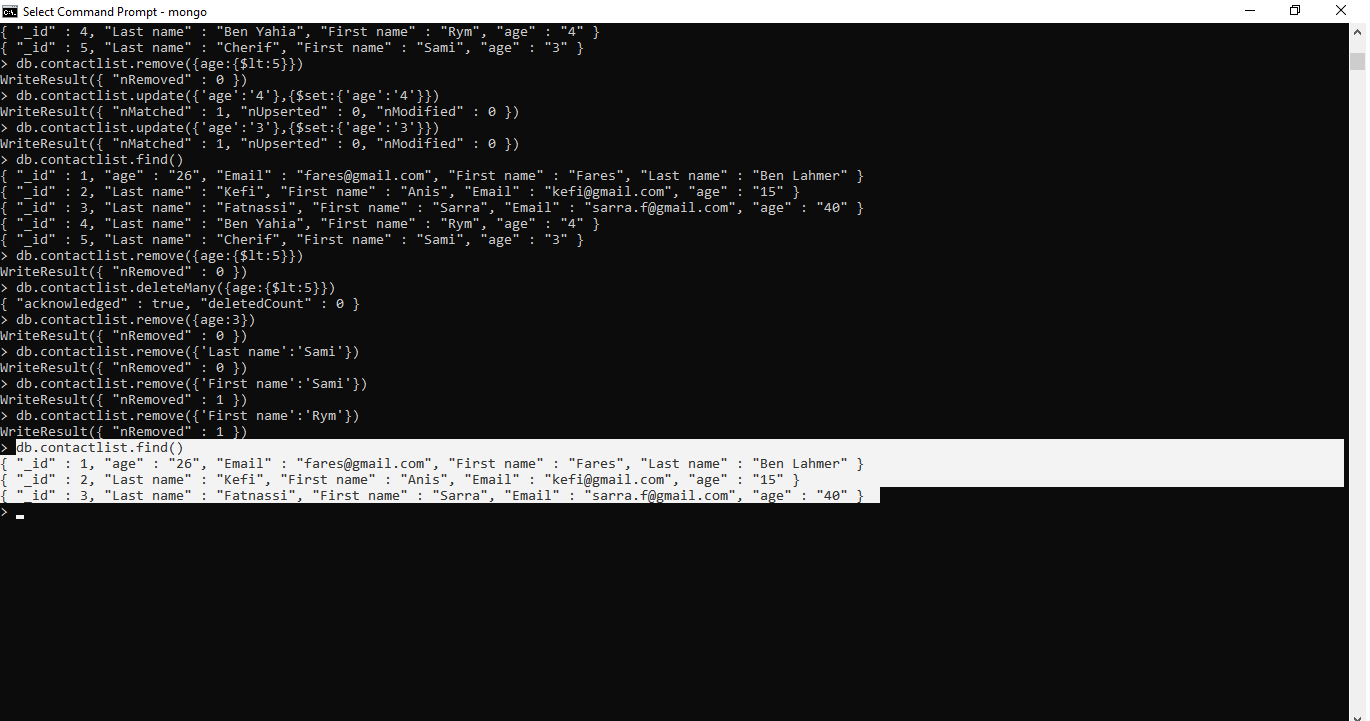 Select Command Prompt - mongo
{ "_id" : 4, "Last name" : "Ben Yahia", "First name" : "Rym", "age" : "4" }
{ "_id" : 5, "Last name" : "Cherif", "First name" : "Sami", "age" : "3" }
> db.contactlist.remove({age:{$lt:5}})
WriteResult({ "nRemoved" : 0 })
> db.contactlist.update({'age':'4'},{$set:{'age':'4'}})
WriteResult({ "nMatched" : 1, "nUpserted" : 0, "nModified" : 0 })
> db.contactlist.update({'age':'3'},{$set:{'age':'3'}})
WriteResult({ "nMatched" : 1, "nUpserted" : 0, "nModified" : 0 })
> db.contactlist.find()
{ "_id" : 1, "age" : "26", "Email" : "fares@gmail.com", "First name" : "Fares", "Last name" : "Ben Lahmer" }
{ "_id" : 2, "Last name" : "Kefi", "First name" : "Anis", "Email" : "kefi@gmail.com", "age" : "15" }
{ "_id" : 3, "Last name" : "Fatnassi", "First name" : "Sarra", "Email" : "sarra.f@gmail.com", "age" : "40" }
{ "_id" : 4, "Last name" : "Ben Yahia", "First name" : "Rym", "age" : "4" }
{ "_id" : 5, "Last name" : "Cherif", "First name" : "Sami", "age" : "3" }
> db.contactlist.remove({age:{$lt:5}})
WriteResult({ "nRemoved" : 0 })
> db.contactlist.deleteMany({age:{$lt:5}})
{ "acknowledged" : true, "deletedCount" : 0 }
> db.contactlist.remove({age:3})
WriteResult({ "nRemoved" : 0 })
> db.contactlist.remove({'Last name':'Sami'})
WriteResult({ "nRemoved" : 0 })
> db.contactlist.remove({'First name':'Sami'})
WriteResult({ "nRemoved" : 1 })
> db.contactlist.remove({'First name':'Rym'})
WriteResult({ "nRemoved" : 1 })
> db.contactlist.find()
{ "_id" : 1, "age" : "26", "Email" : "fares@gmail.com", "First name" : "Fares", "Last name" : "Ben Lahmer" }
{ "_id" : 2, "Last name" : "Kefi", "First name" : "Anis", "Email" : "kefi@gmail.com", "age" : "15" }
{ "_id" : 3, "Last name" : "Fatnassi", "First name" : "Sarra", "Email" : "sarra.f@gmail.com", "age" : "40" }
>